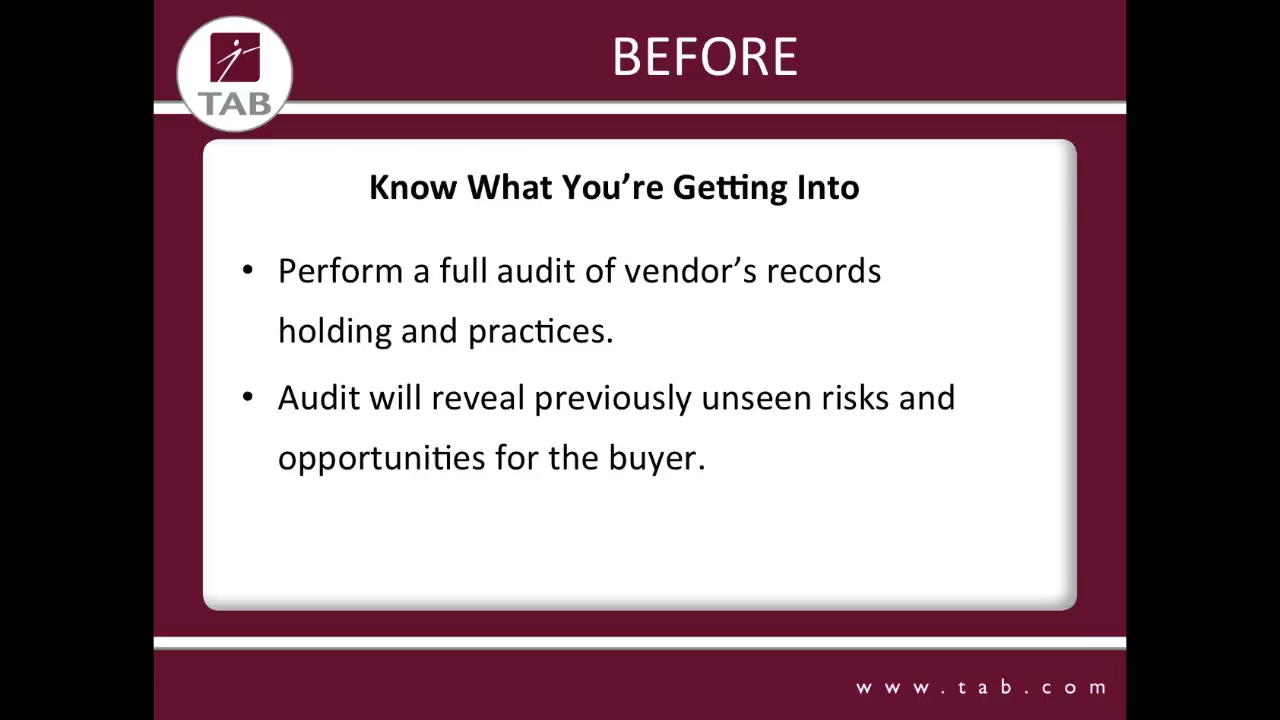 TAB
BEFORE
Know What You’re Getting Into
• Perform a full audit of vendor’s records
holding and practices.
• Audit will reveal previously unseen risks and
opportunities for the buyer.
www.tab.com